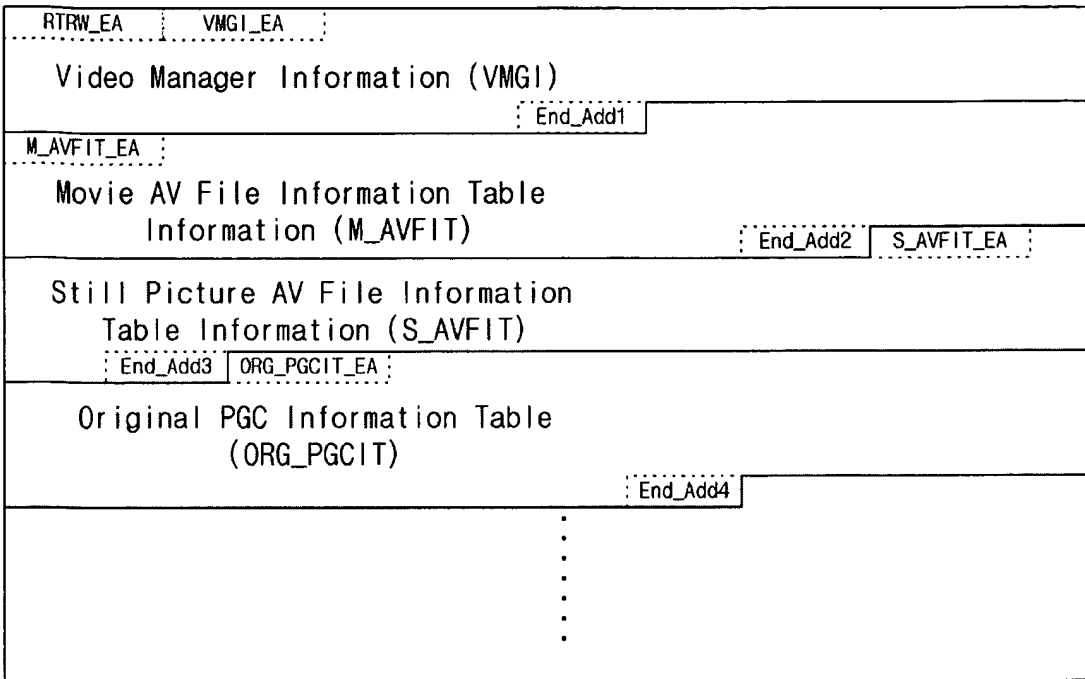 RTRW_EA VMGI_EA
Video Manager Information (VMGI)
End_Add1
M_AVFIT_EA
Movie AV File Information Table
Information (M_AVFIT)
End_Add2 S_AVFIT_EA
Still Picture AV File Information
Table Information (S_AVFIT)
End_Add3 ORG_PGCIT_EA
Original PGC Information Table
(ORG_PGCIT)
End_Add4